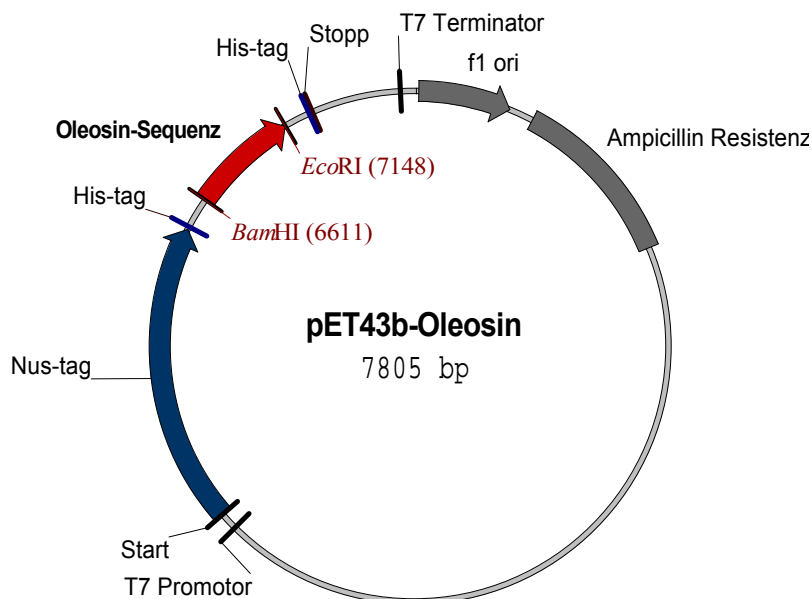 T7 Terminator
Stopp
His-tag
f1 ori
Oleosin-Sequenz
Ampicillin Resistenz
EcoRI (7148)
His-tag
BamHI (6611)
pET43b-Oleosin
7805 bp
Nus-tag
Start
T7 Promotor